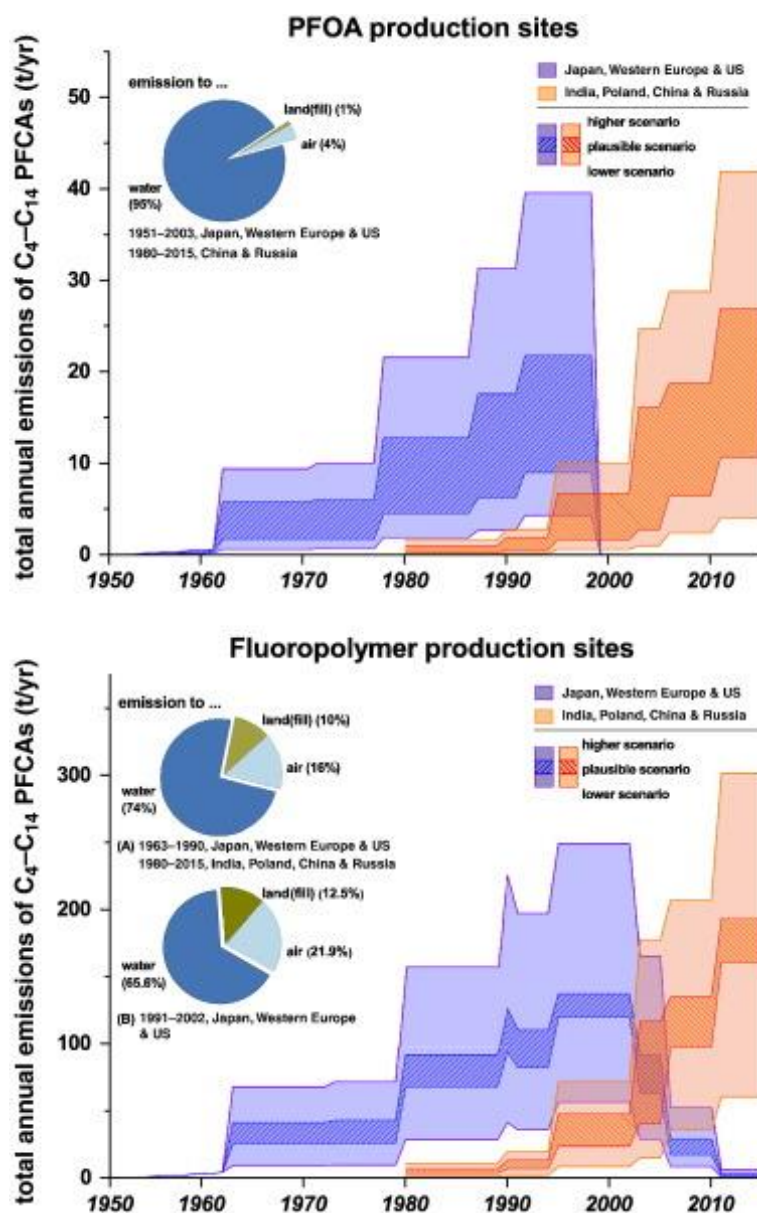 PFOA production sites
total annual emissions of C₄–C₁₄ PFCAs (t/yr)
50
40
30
20
10
0
emission to ...
land(fill) (1%)
air (4%)
water
(95%)
1951–2003, Japan, Western Europe & US
1980–2015, China & Russia
Japan, Western Europe & US
India, Poland, China & Russia
higher scenario
plausible scenario
lower scenario
1950 1960 1970 1980 1990 2000 2010
Fluoropolymer production sites
total annual emissions of C₄–C₁₄ PFCAs (t/yr)
300
200
100
0
emission to ...
land(fill) (10%)
air (16%)
water
(74%)
(A) 1963–1990, Japan, Western Europe & US
1980–2015, India, Poland, China & Russia
land(fill) (12.5%)
air (21.9%)
water
(65.6%)
(B) 1991–2002, Japan, Western Europe
& US
Japan, Western Europe & US
India, Poland, China & Russia
higher scenario
plausible scenario
lower scenario
1950 1960 1970 1980 1990 2000 2010